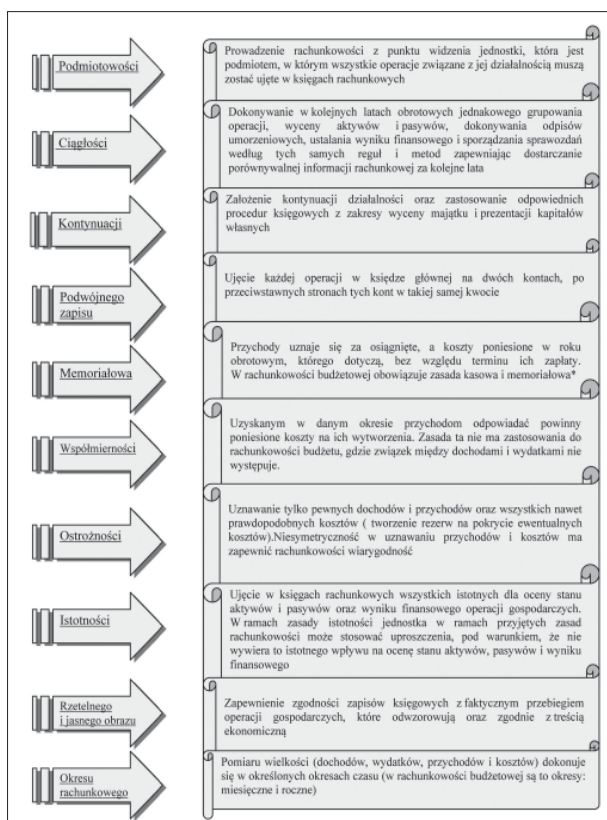 Podmiotowości
Prowadzenie rachunkowości z punktu widzenia jednostki, która jest
podmiotem, w którym wszystkie operacje związane z jej działalnością muszą
zostać ujęte w księgach rachunkowych
Ciągłości
Dokonywanie w kolejnych latach obrotowych jednakowego grupowania
operacji, wyceny aktywów i pasywów, dokonywania odpisów
umorzeniowych, ustalania wyniku finansowego i sporządzania sprawozdań
według tych samych reguł i metod zapewniając dostarczanie
porównywalnej informacji rachunkowej za kolejne lata
Kontynuacji
Założenie kontynuacji działalności oraz zastosowanie odpowiednich
procedur księgowych z zakresy wyceny majątku i prezentacji kapitałów
własnych
Podwójnego
zapisu
Ujęcie każdej operacji w księdze głównej na dwóch kontach, po
przeciwstawnych stronach tych kont w takiej samej kwocie
Memoriałowa
Przychody uznaje się za osiągnięte, a koszty poniesione w roku
obrotowym, którego dotyczą, bez względu terminu ich zapłaty.
W rachunkowości budżetowej obowiązuje zasada kasowa i memoriałowa*
Współmierności
Uzyskanym w danym okresie przychodom odpowiadać powinny
poniesione koszty na ich wytworzenia. Zasada ta nie ma zastosowania do
rachunkowości budżetu, gdzie związek między dochodami i wydatkami nie
występuje.
Ostrożności
Uznawanie tylko pewnych dochodów i przychodów oraz wszystkich nawet
prawdopodobnych kosztów ( tworzenie rezerw na pokrycie ewentualnych
kosztów).Niesymetryczność w uznawaniu przychodów i kosztów ma
zapewnić rachunkowości wiarygodność
Istotności
Ujęcie w księgach rachunkowych wszystkich istotnych dla oceny stanu
aktywów i pasywów oraz wyniku finansowego operacji gospodarczych.
W ramach zasady istotności jednostka w ramach przyjętych zasad
rachunkowości może stosować uproszczenia, pod warunkiem, że nie
wywiera to istotnego wpływu na ocenę stanu aktywów, pasywów i wyniku
finansowego
Rzetelnego
i jasnego obrazu
Zapewnienie zgodności zapisów księgowych z faktycznym przebiegiem
operacji gospodarczych, które odwzorowują oraz zgodnie z treścią
ekonomiczną
Okresu
rachunkowego
Pomiaru wielkości (dochodów, wydatków, przychodów i kosztów) dokonuje
się w określonych okresach czasu (w rachunkowości budżetowej są to okresy:
miesięczne i roczne)